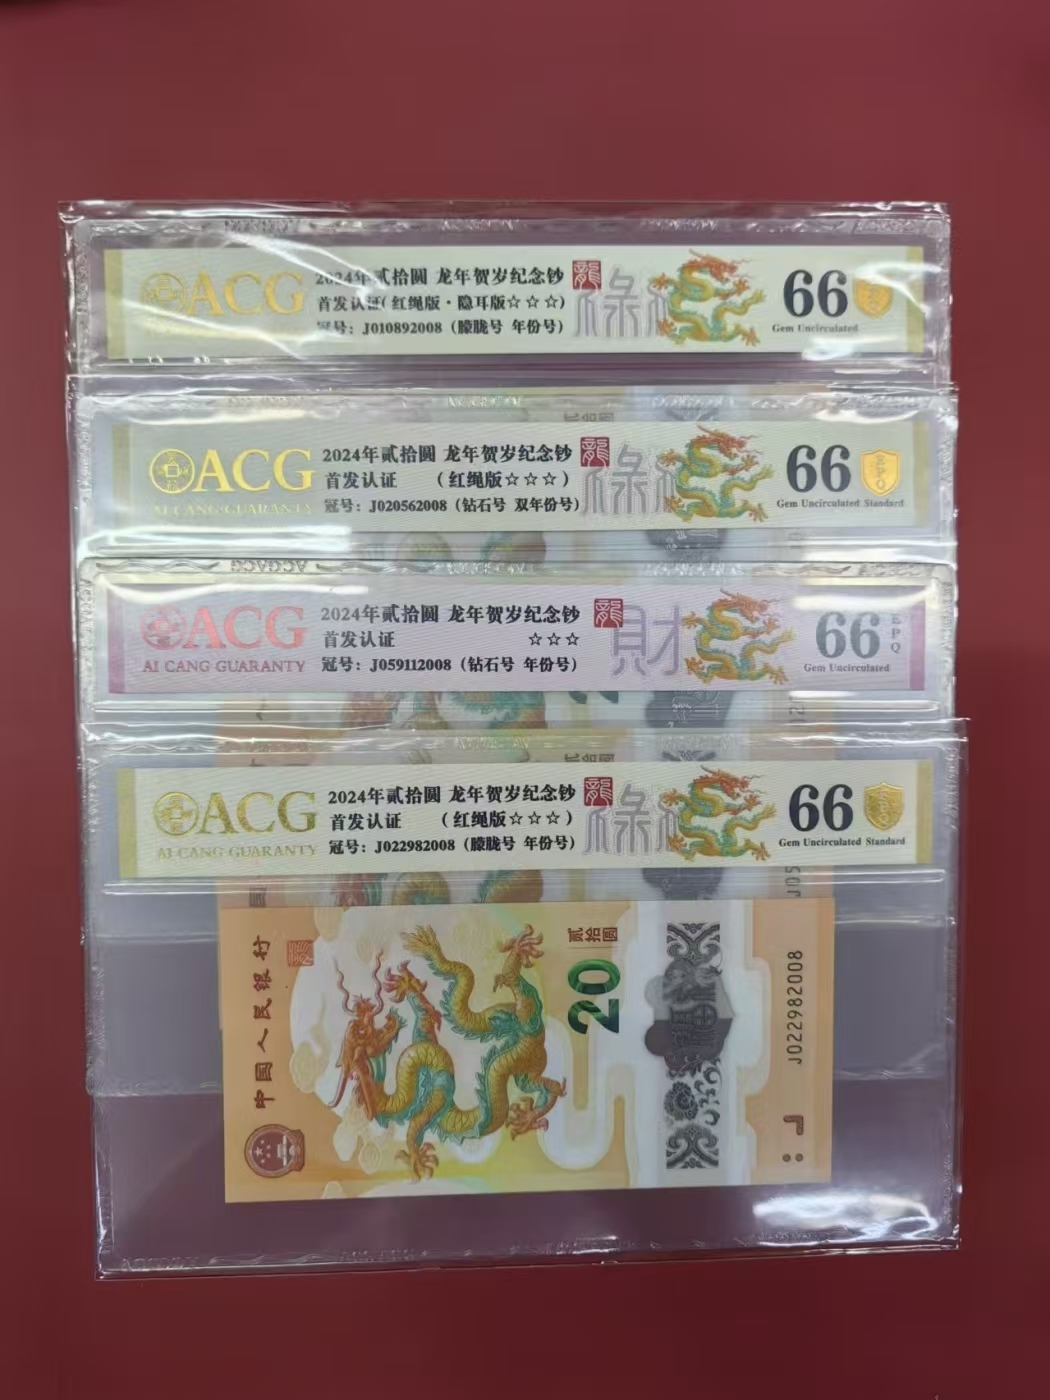 ACG
2024年贰拾圆 龙年贺岁纪念钞
首发认证(红绳版·隐耳版☆☆☆)
冠号：J010892008 (朦胧号 年份号)
龍
禄
66
Gem Uncirculated
ACG
AI CANG GUARANTY
2024年贰拾圆 龙年贺岁纪念钞
首发认证 (红绳版☆☆☆)
冠号：J020562008 (钻石号 双年份号)
龍
禄
66
Gem Uncirculated Standard
ACG
AI CANG GUARANTY
2024年贰拾圆 龙年贺岁纪念钞
首发认证 ☆☆☆
冠号：J059112008 (钻石号 年份号)
龍
財
66
EPQ
Gem Uncirculated
ACG
AI CANG GUARANTY
2024年贰拾圆 龙年贺岁纪念钞
首发认证 (红绳版☆☆☆)
冠号：J022982008 (朦胧号 年份号)
龍
禄
66
Gem Uncirculated Standard
中国人民银行
贰拾圆
20
J022982008